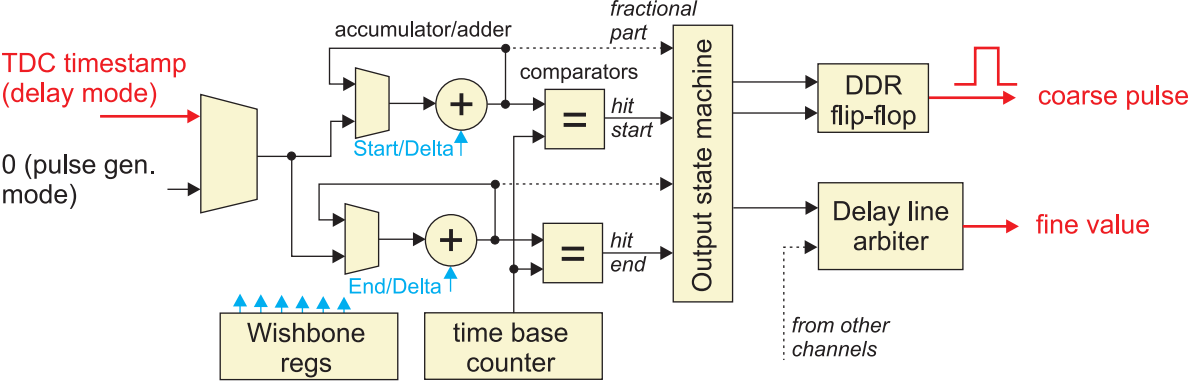 accumulator/adder
fractional
part
TDC timestamp
(delay mode)
comparators
+
=
hit
start
Start/Delta
Output state machine
DDR
flip-flop
coarse pulse
0 (pulse gen.
mode)
+
=
hit
end
End/Delta
Delay line
arbiter
fine value
Wishbone
regs
time base
counter
from other
channels